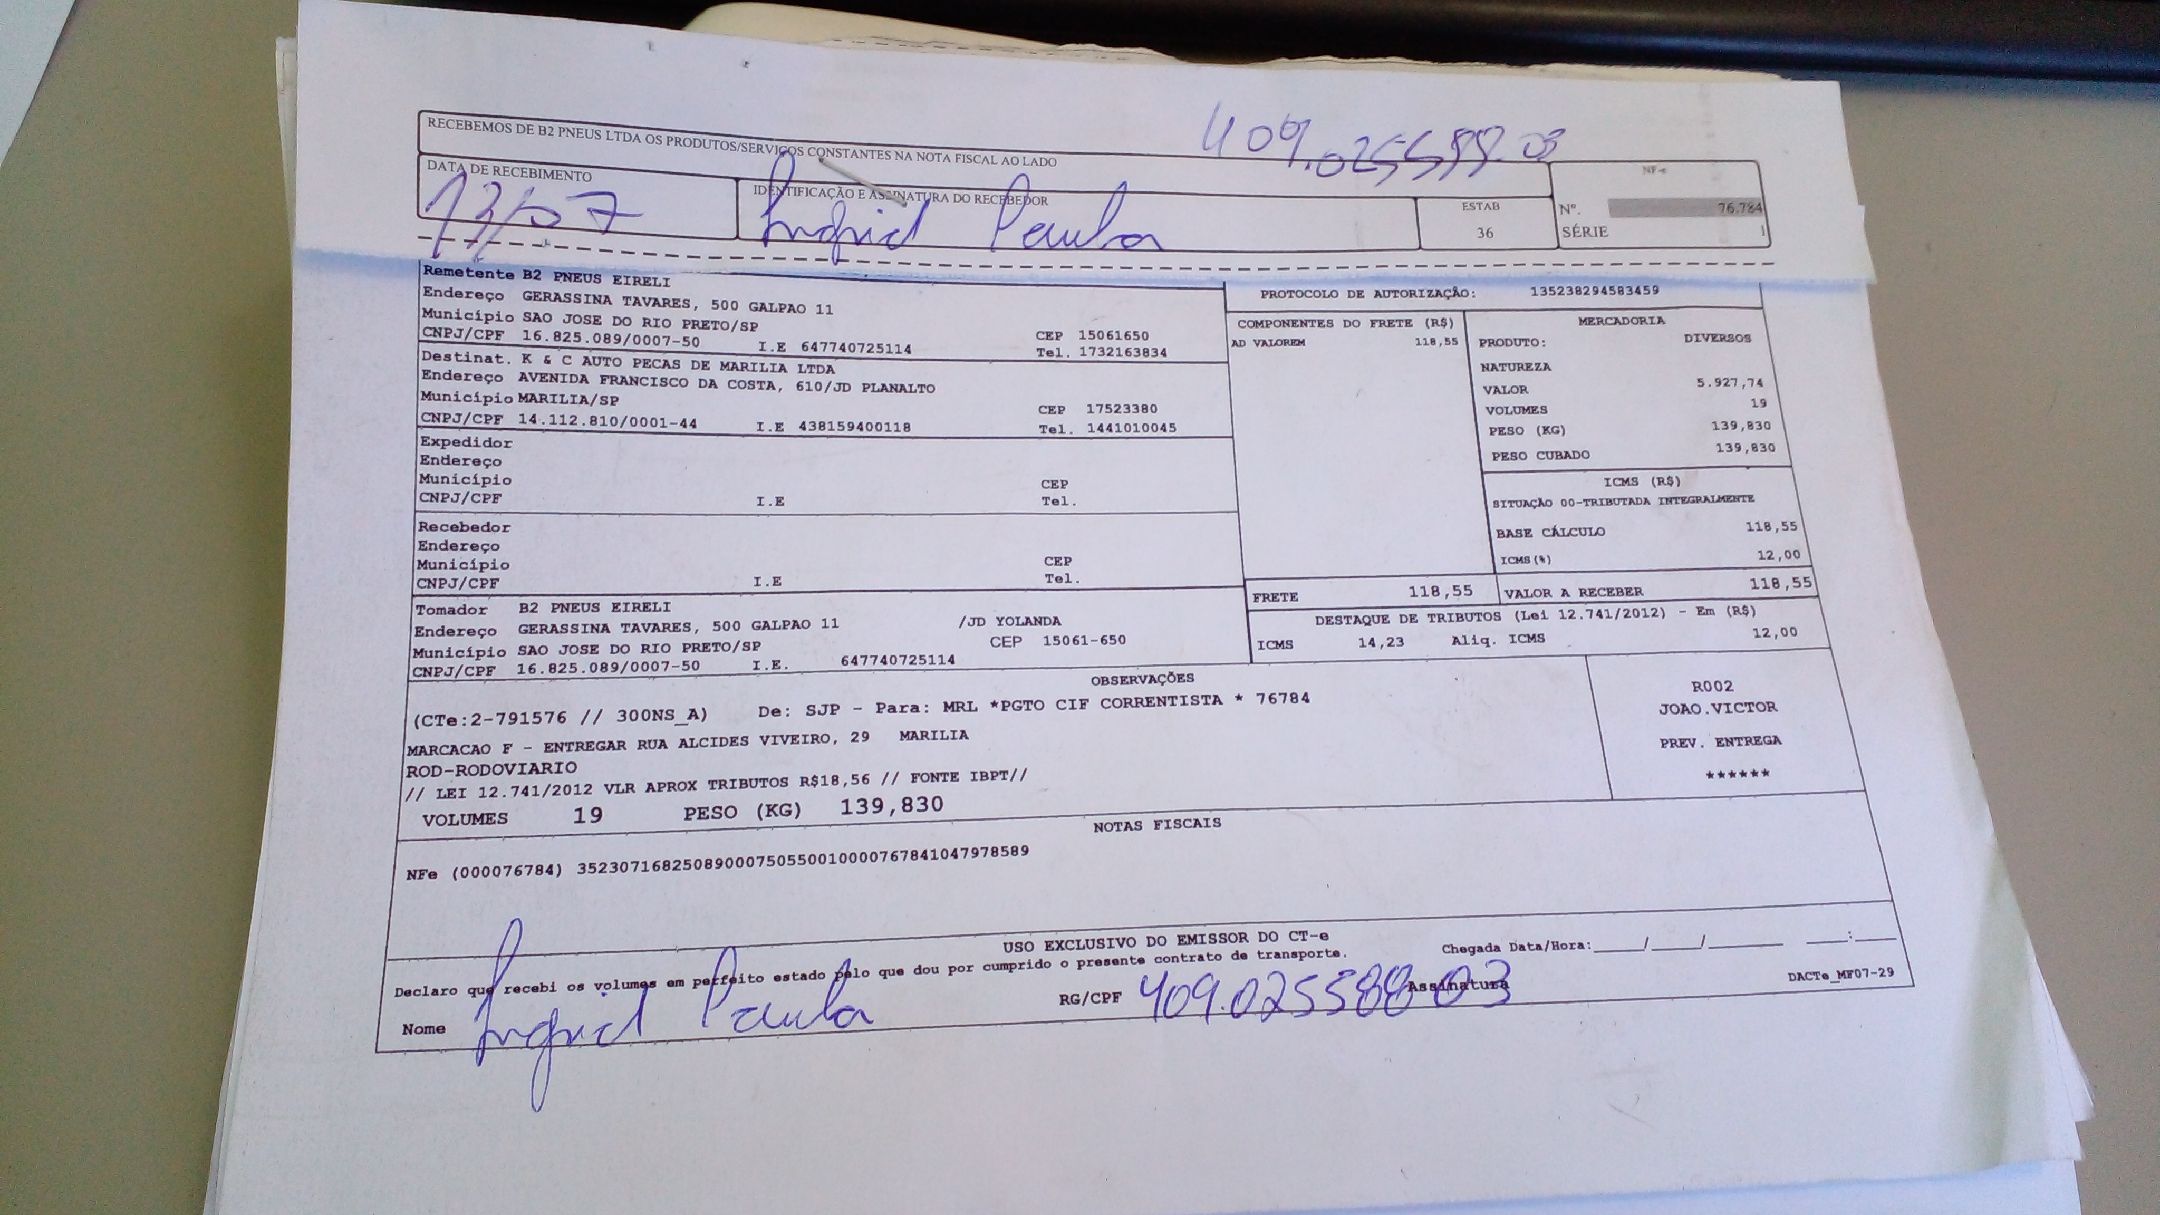 409.025588.03
RECEBEMOS DE B2 PNEUS LTDA OS PRODUTOS/SERVIÇOS CONSTANTES NA NOTA FISCAL AO LADO
NF-e
DATA DE RECEBIMENTO
13/07
IDENTIFICAÇÃO E ASSINATURA DO RECEBEDOR
Ingrid Paula
ESTAB
36
Nº. 76.784
SÉRIE 1
Remetente B2 PNEUS EIRELI
Endereço GERASSINA TAVARES, 500 GALPAO 11
Município SAO JOSE DO RIO PRETO/SP
CEP 15061650
CNPJ/CPF 16.825.089/0007-50 I.E 647740725114 Tel. 1732163834
Destinat. K & C AUTO PECAS DE MARILIA LTDA
Endereço AVENIDA FRANCISCO DA COSTA, 610/JD PLANALTO
Município MARILIA/SP CEP 17523380
CNPJ/CPF 14.112.810/0001-44 I.E 438159400118 Tel. 1441010045
Expedidor
Endereço
Município CEP
CNPJ/CPF I.E Tel.
Recebedor
Endereço
Município CEP
CNPJ/CPF I.E Tel.
Tomador B2 PNEUS EIRELI
Endereço GERASSINA TAVARES, 500 GALPAO 11 /JD YOLANDA
Município SAO JOSE DO RIO PRETO/SP CEP 15061-650
CNPJ/CPF 16.825.089/0007-50 I.E. 647740725114
PROTOCOLO DE AUTORIZAÇÃO: 135238294583459
COMPONENTES DO FRETE (R$)
AD VALOREM 118,55
MERCADORIA
PRODUTO: DIVERSOS
NATUREZA
VALOR 5.927,74
VOLUMES 19
PESO (KG) 139,830
PESO CUBADO 139,830
ICMS (R$)
SITUAÇÃO 00-TRIBUTADA INTEGRALMENTE
BASE CÁLCULO 118,55
ICMS(%) 12,00
FRETE 118,55 VALOR A RECEBER 118,55
DESTAQUE DE TRIBUTOS (Lei 12.741/2012) - Em (R$)
ICMS 14,23 Aliq. ICMS 12,00
OBSERVAÇÕES
(CTe:2-791576 // 300NS_A) De: SJP - Para: MRL *PGTO CIF CORRENTISTA * 76784
MARCACAO F - ENTREGAR RUA ALCIDES VIVEIRO, 29 MARILIA
ROD-RODOVIARIO
// LEI 12.741/2012 VLR APROX TRIBUTOS R$18,56 // FONTE IBPT//
VOLUMES 19 PESO (KG) 139,830
R002
JOAO.VICTOR
PREV. ENTREGA
******
NOTAS FISCAIS
NFe (000076784) 35230716825089000750550010000767841047978589
USO EXCLUSIVO DO EMISSOR DO CT-e
Declaro que recebi os volumes em perfeito estado pelo que dou por cumprido o presente contrato de transporte.
Chegada Data/Hora:____/____/______ ___:___
Nome Ingrid Paula RG/CPF 409.025588-03 Assinatura
DACTe_MF07-29